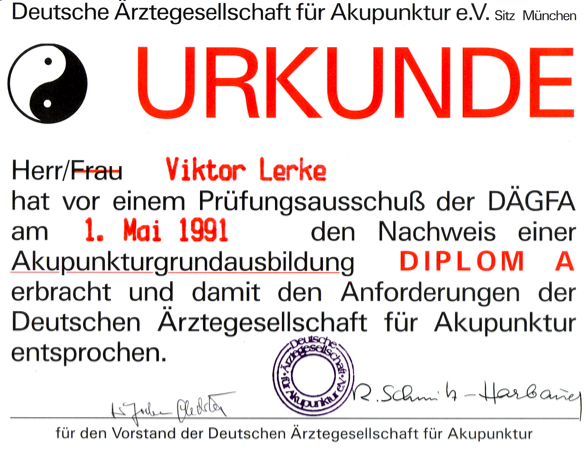 Deutsche Ärztegesellschaft für Akupunktur e.V. Sitz München
URKUNDE
Herr/Frau Viktor Lerke
hat vor einem Prüfungsausschuß der DÄGFA
am 1. Mai 1991 den Nachweis einer
Akupunkturgrundausbildung DIPLOM A
erbracht und damit den Anforderungen der
Deutschen Ärztegesellschaft für Akupunktur
entsprochen.
Deutsche Ärztegesellschaft für Akupunktur e.V.
R. Schmitz-Harbauer
für den Vorstand der Deutschen Ärztegesellschaft für Akupunktur